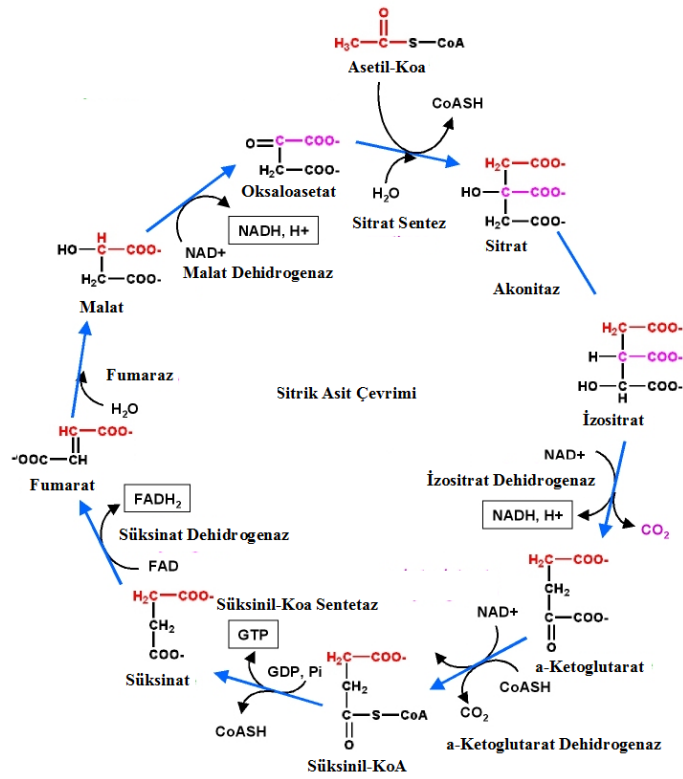 O
H₃C—C—S—CoA
Asetil-Koa
CoASH
O=C—COO-
H₂C—COO-
Oksaloasetat
H₂O
Sitrat Sentez
H₂C—COO-
HO—C—COO-
H₂C—COO-
Sitrat
NADH, H+
NAD+
Malat Dehidrogenaz
H
HO—C—COO-
H₂C—COO-
Malat
Akonitaz
H₂C—COO-
H—C—COO-
HO—C—COO-
H
İzositrat
Fumaraz
H₂O
Sitrik Asit Çevrimi
HC—COO-
-OOC—CH
Fumarat
NAD+
İzositrat Dehidrogenaz
NADH, H+
CO₂
FADH₂
Süksinat Dehidrogenaz
FAD
H₂C—COO-
CH₂
C—COO-
O
a-Ketoglutarat
H₂C—COO-
CH₂
COO-
Süksinat
Süksinil-Koa Sentetaz
GTP
GDP, Pi
CoASH
NAD+
CoASH
CO₂
a-Ketoglutarat Dehidrogenaz
H₂C—COO-
CH₂
C—S—CoA
O
Süksinil-KoA